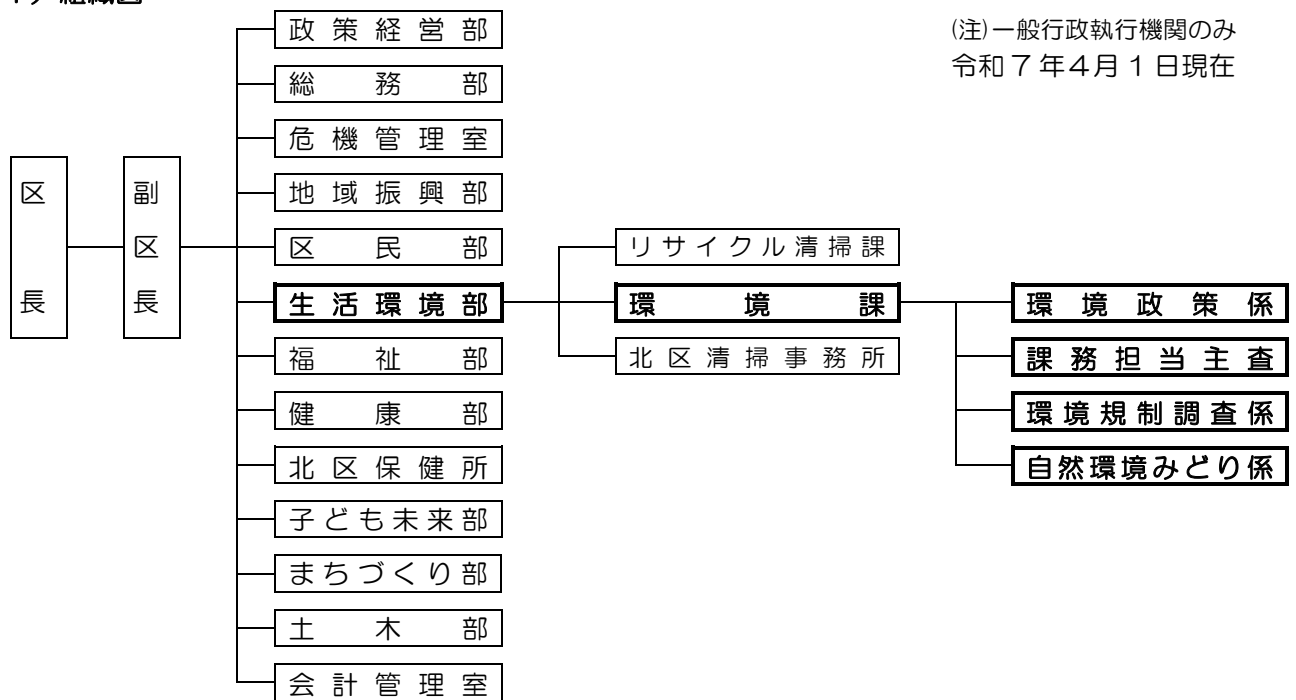 政策経営部
(注)一般行政執行機関のみ
令和7年4月1日現在
総務部
危機管理室
区長
副区長
地域振興部
区民部
リサイクル清掃課
生活環境部
環境課
環境政策係
福祉部
北区清掃事務所
課務担当主査
健康部
環境規制調査係
北区保健所
自然環境みどり係
子ども未来部
まちづくり部
土木部
会計管理室